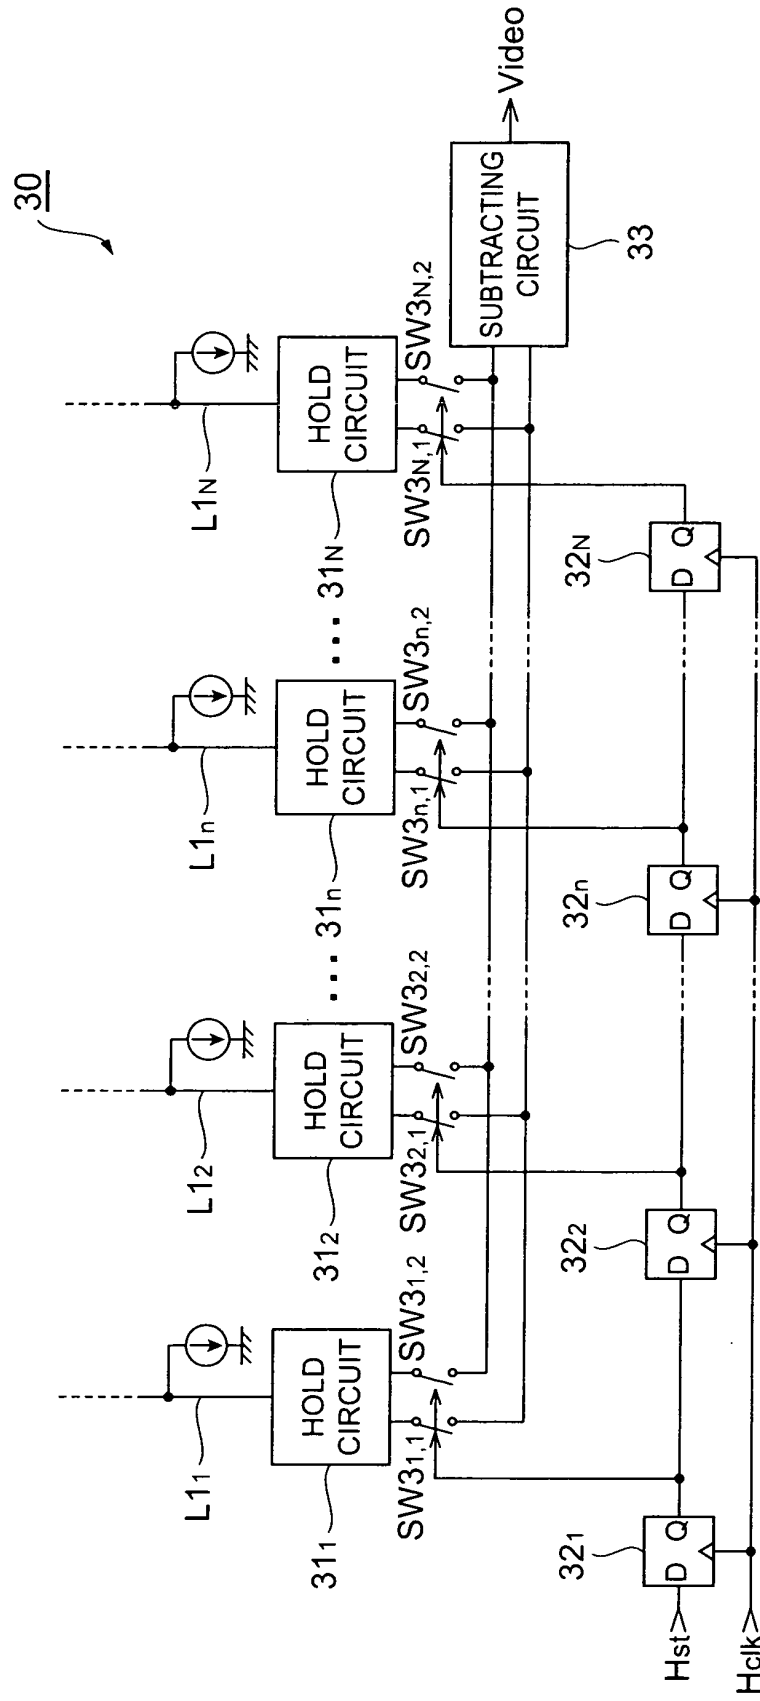 30
L11
L12
L1n
L1N
HOLD
CIRCUIT
HOLD
CIRCUIT
HOLD
CIRCUIT
HOLD
CIRCUIT
311
312
...
31n
...
31N
SW31,1
SW31,2
SW32,1
SW32,2
SW3n,1
SW3n,2
SW3N,1
SW3N,2
SUBTRACTING
CIRCUIT
Video
33
321
D Q
322
D Q
32n
D Q
32N
D Q
Hst
Hclk